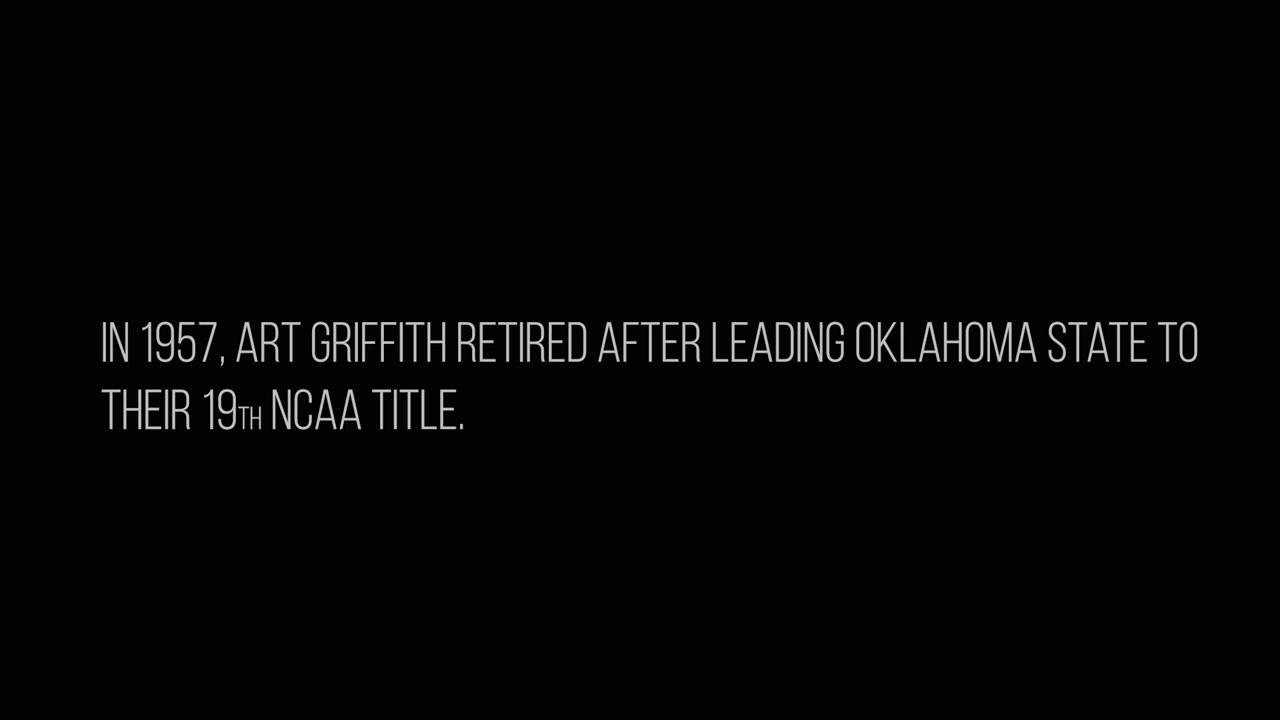 IN 1957, ART GRIFFITH RETIRED AFTER LEADING OKLAHOMA STATE TO
THEIR 19TH NCAA TITLE.